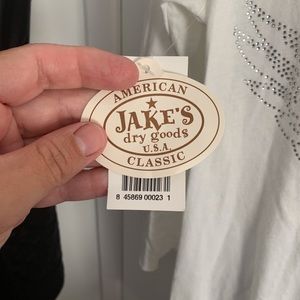 AMERICAN
JAKE'S
dry goods
U.S.A.
CLASSIC
8 45869 00023 1